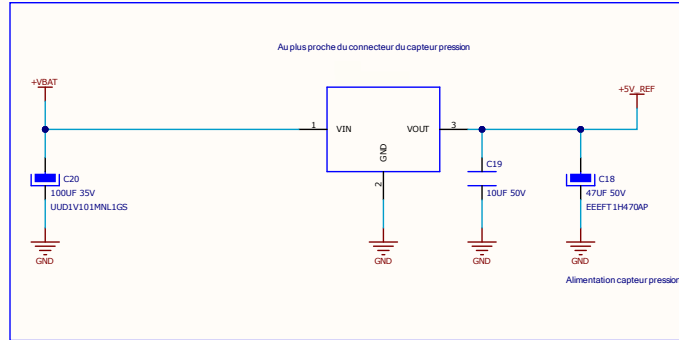 Au plus proche du connecteur du capteur pression
+VBAT
+5V_REF
1
VIN
VOUT
3
GND
2
C20
100UF 35V
UUD1V101MNL1GS
C19
10UF 50V
C18
47UF 50V
EEEFT1H470AP
GND
GND
GND
GND
Alimentation capteur pression